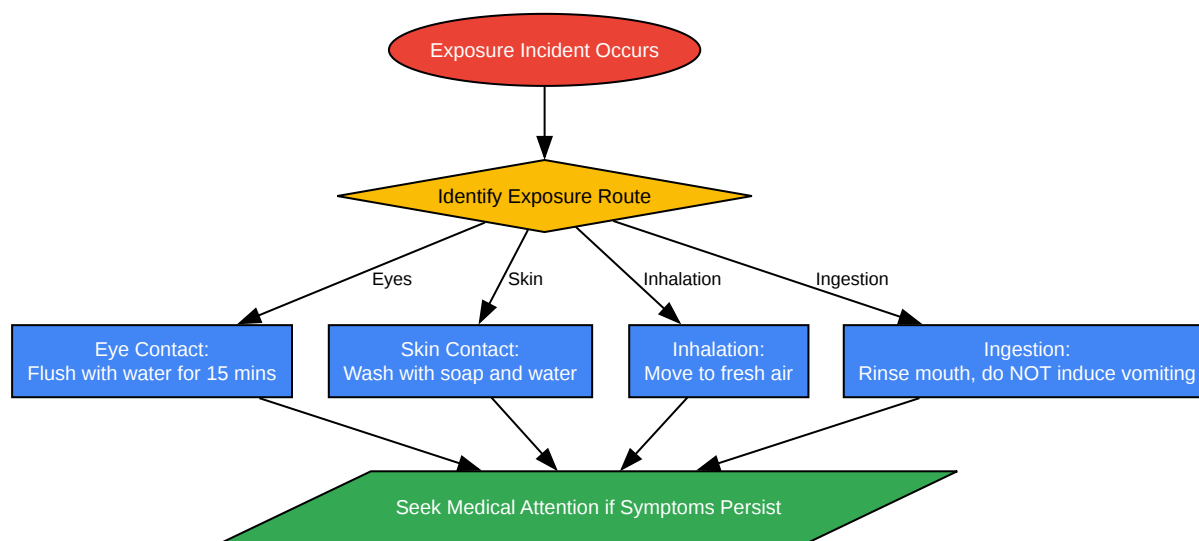 Exposure Incident Occurs
Identify Exposure Route
Eyes
Skin
Inhalation
Ingestion
Eye Contact:
Flush with water for 15 mins
Skin Contact:
Wash with soap and water
Inhalation:
Move to fresh air
Ingestion:
Rinse mouth, do NOT induce vomiting
Seek Medical Attention if Symptoms Persist